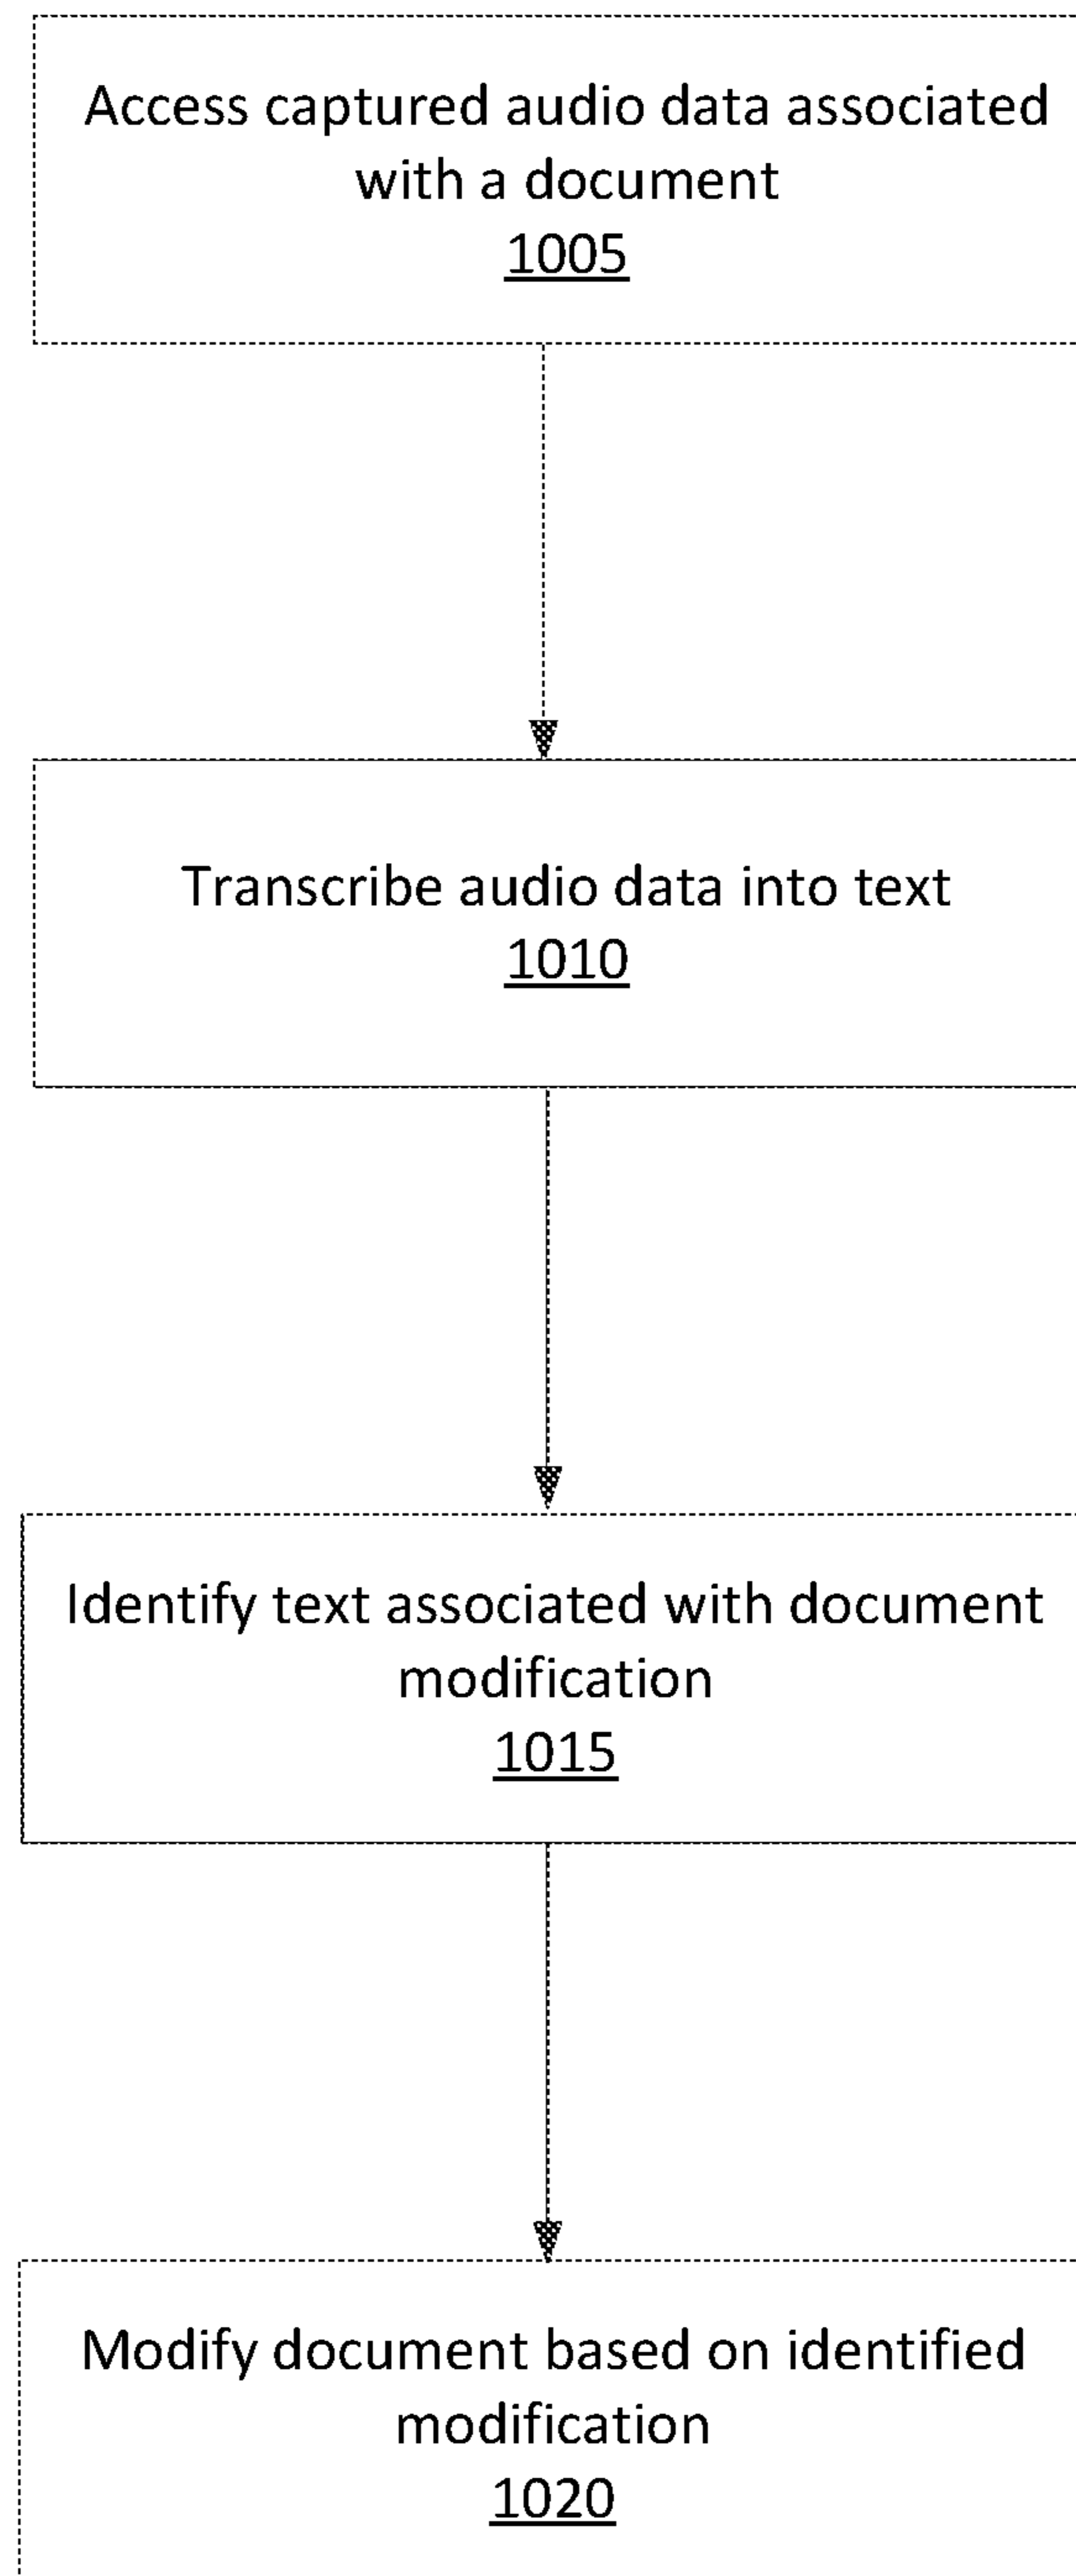 Access captured audio data associated
with a document
1005
Transcribe audio data into text
1010
Identify text associated with document
modification
1015
Modify document based on identified
modification
1020